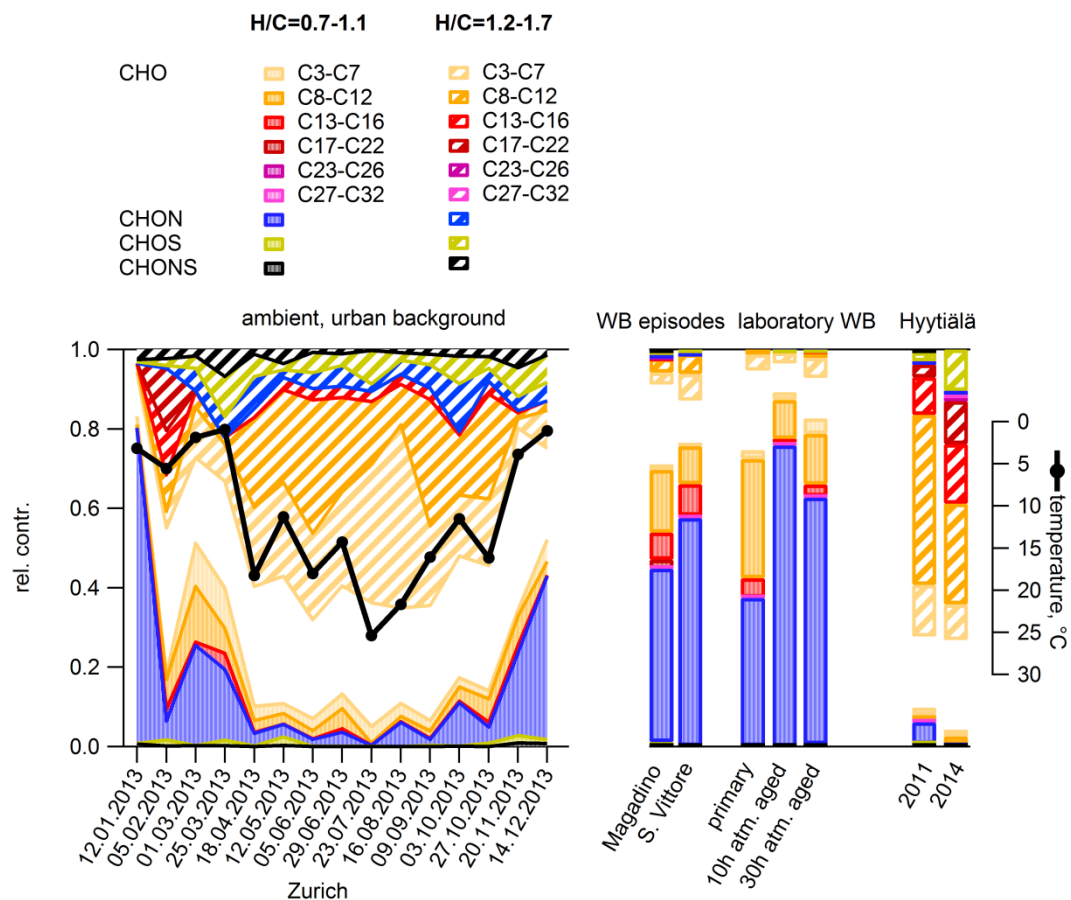 H/C=0.7-1.1 H/C=1.2-1.7
CHO C3-C7 C3-C7
C8-C12 C8-C12
C13-C16 C13-C16
C17-C22 C17-C22
C23-C26 C23-C26
C27-C32 C27-C32
CHON
CHOS
CHONS
ambient, urban background WB episodes laboratory WB Hyytiälä
1.0
0.8
0.6
0.4
0.2
0.0
rel. contr.
0
5
10
15
20
25
30
temperature, °C
12.01.2013
05.02.2013
01.03.2013
25.03.2013
18.04.2013
12.05.2013
05.06.2013
29.06.2013
23.07.2013
16.08.2013
09.09.2013
03.10.2013
27.10.2013
20.11.2013
14.12.2013
Zurich
Magadino
S. Vittore
primary
10h atm. aged
30h atm. aged
2011
2014